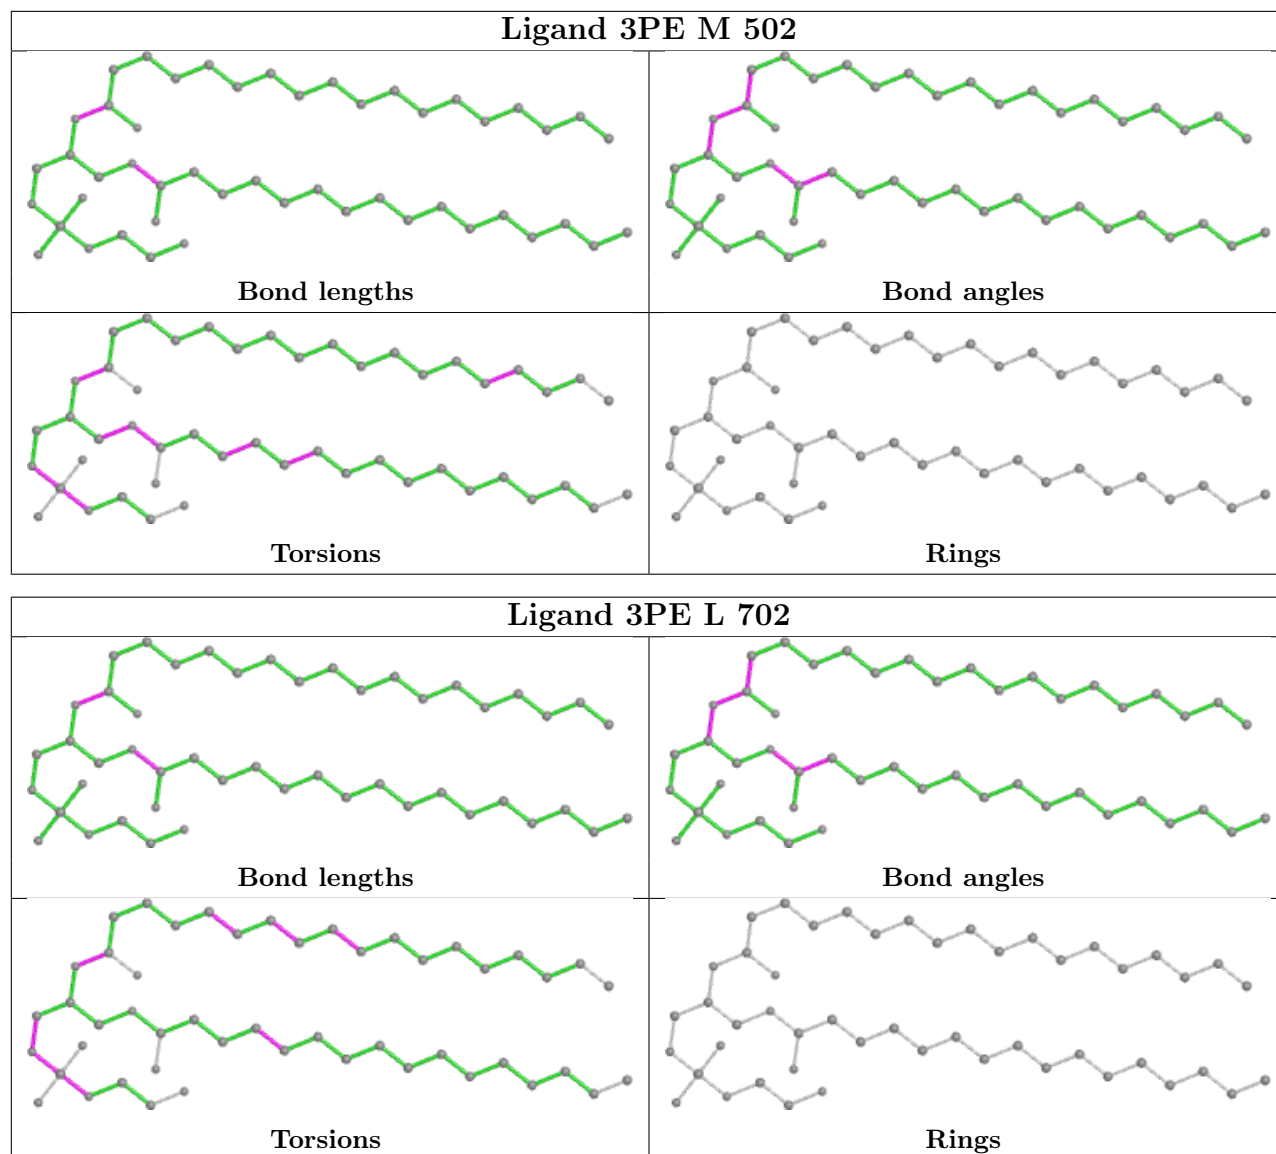 Ligand 3PE M 502
Bond lengths
Bond angles
Torsions
Rings
Ligand 3PE L 702
Bond lengths
Bond angles
Torsions
Rings